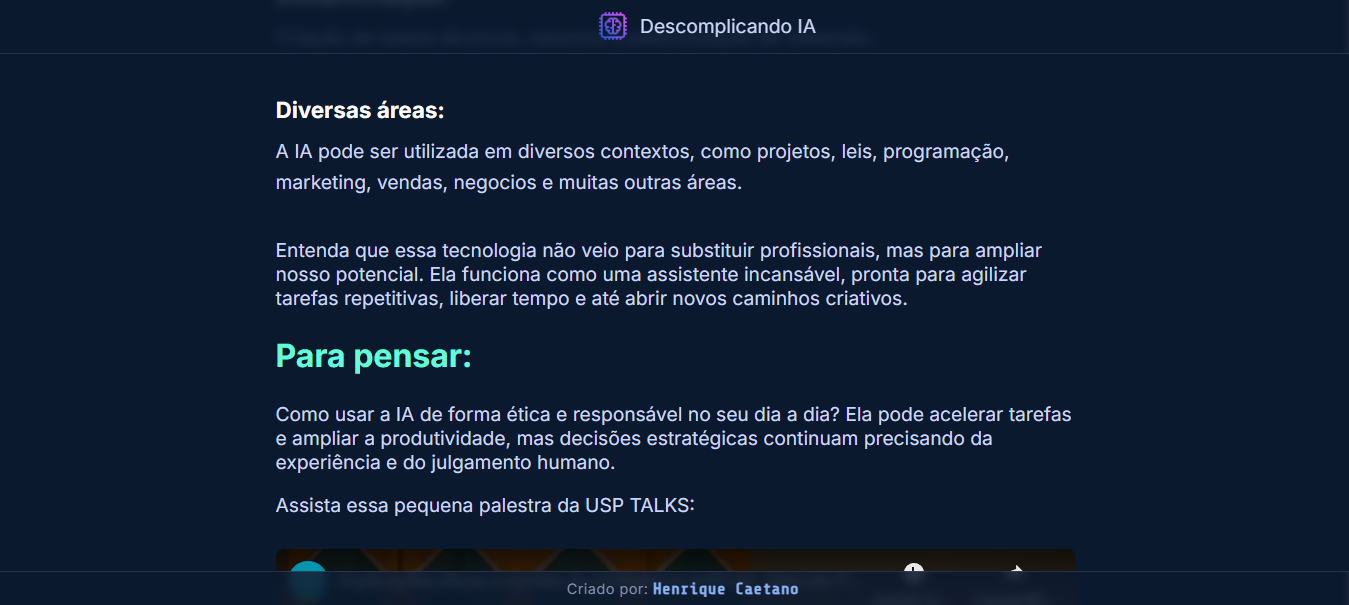 Descomplicando IA
Diversas áreas:
A IA pode ser utilizada em diversos contextos, como projetos, leis, programação,
marketing, vendas, negocios e muitas outras áreas.
Entenda que essa tecnologia não veio para substituir profissionais, mas para ampliar
nosso potencial. Ela funciona como uma assistente incansável, pronta para agilizar
tarefas repetitivas, liberar tempo e até abrir novos caminhos criativos.
Para pensar:
Como usar a IA de forma ética e responsável no seu dia a dia? Ela pode acelerar tarefas
e ampliar a produtividade, mas decisões estratégicas continuam precisando da
experiência e do julgamento humano.
Assista essa pequena palestra da USP TALKS:
Criado por: Henrique Caetano